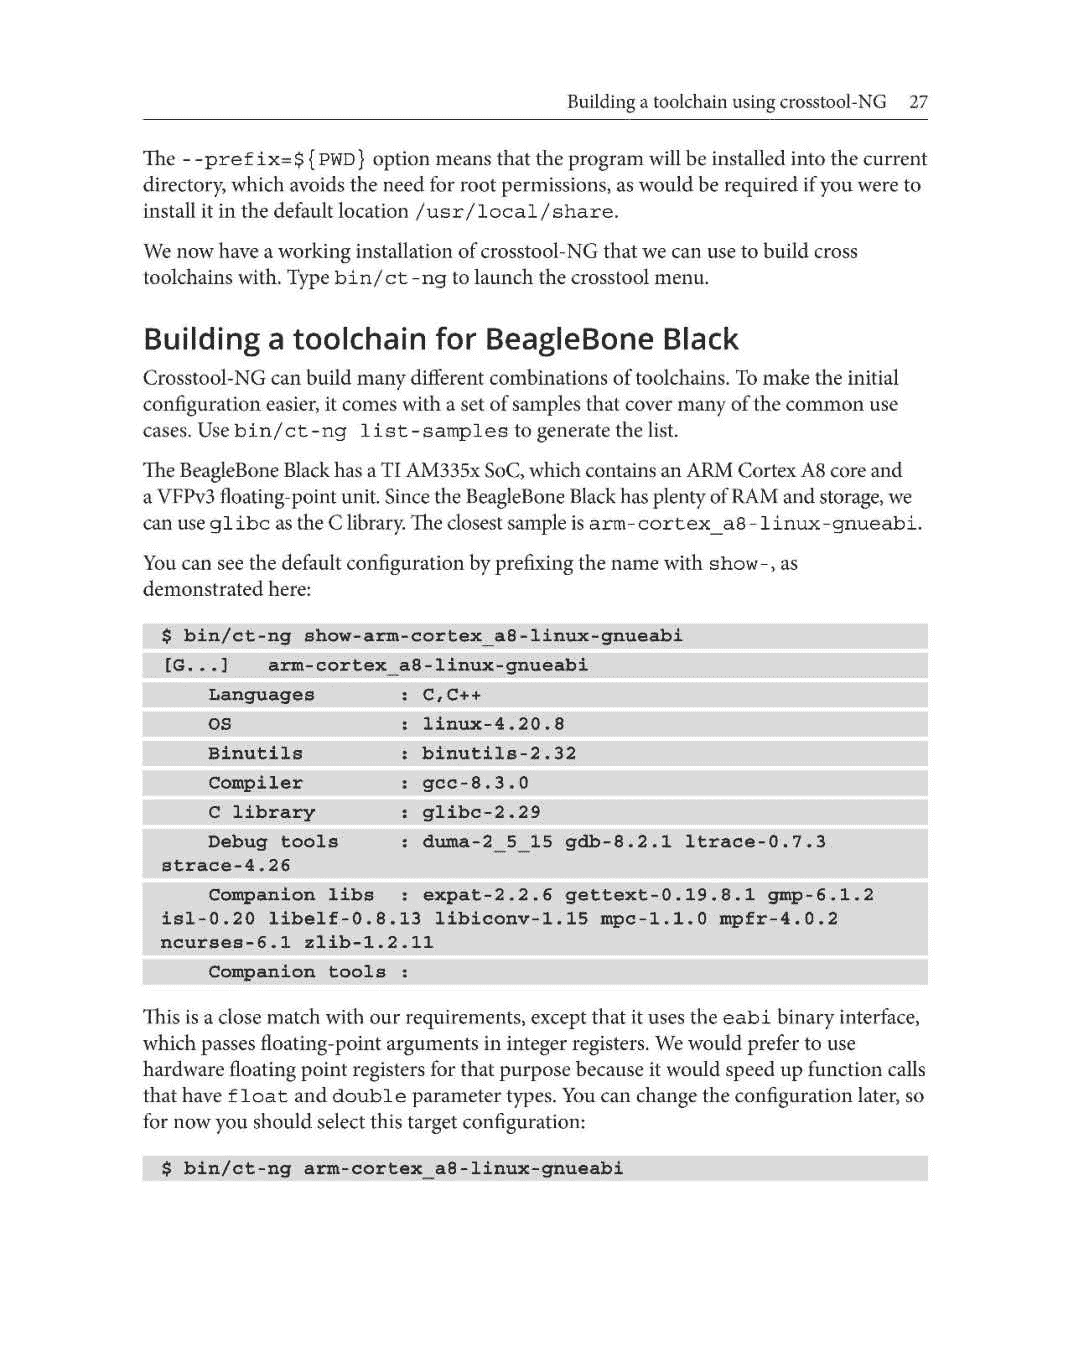 Building a toolchain using crosstool-NG 27
The --prefix=${PWD} option means that the program will be installed into the current
directory, which avoids the need for root permissions, as would be required if you were to
install it in the default location /usr/local/share.
We now have a working installation of crosstool-NG that we can use to build cross
toolchains with. Type bin/ct-ng to launch the crosstool menu.
Building a toolchain for BeagleBone Black
Crosstool-NG can build many different combinations of toolchains. To make the initial
configuration easier, it comes with a set of samples that cover many of the common use
cases. Use bin/ct-ng list-samples to generate the list.
The BeagleBone Black has a TI AM335x SoC, which contains an ARM Cortex A8 core and
a VFPv3 floating-point unit. Since the BeagleBone Black has plenty of RAM and storage, we
can use glibc as the C library. The closest sample is arm-cortex_a8-linux-gnueabi.
You can see the default configuration by prefixing the name with show-, as
demonstrated here:
$ bin/ct-ng show-arm-cortex_a8-linux-gnueabi
[G...] arm-cortex_a8-linux-gnueabi
Languages : C,C++
OS : linux-4.20.8
Binutils : binutils-2.32
Compiler : gcc-8.3.0
C library : glibc-2.29
Debug tools : duma-2_5_15 gdb-8.2.1 ltrace-0.7.3
strace-4.26
Companion libs : expat-2.2.6 gettext-0.19.8.1 gmp-6.1.2
isl-0.20 libelf-0.8.13 libiconv-1.15 mpc-1.1.0 mpfr-4.0.2
ncurses-6.1 zlib-1.2.11
Companion tools :
This is a close match with our requirements, except that it uses the eabi binary interface,
which passes floating-point arguments in integer registers. We would prefer to use
hardware floating point registers for that purpose because it would speed up function calls
that have float and double parameter types. You can change the configuration later, so
for now you should select this target configuration:
$ bin/ct-ng arm-cortex_a8-linux-gnueabi